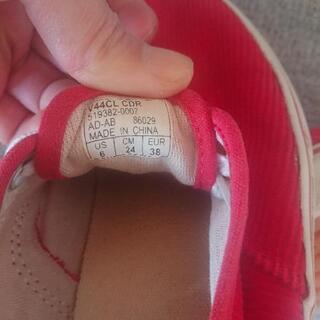 V44CL CDR
519382-0007
AD-AB 86029
MADE IN CHINA
US CM EUR
6 24 38